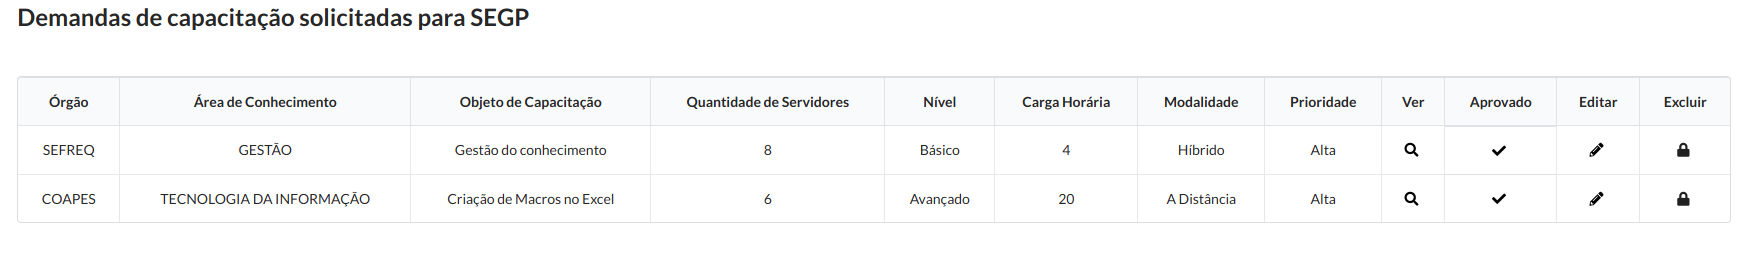 Demandas de capacitação solicitadas para SEGP
Órgão Área de Conhecimento Objeto de Capacitação Quantidade de Servidores Nível Carga Horária Modalidade Prioridade Ver Aprovado Editar Excluir
SEFREQ GESTÃO Gestão do conhecimento 8 Básico 4 Híbrido Alta
COAPES TECNOLOGIA DA INFORMAÇÃO Criação de Macros no Excel 6 Avançado 20 A Distância Alta